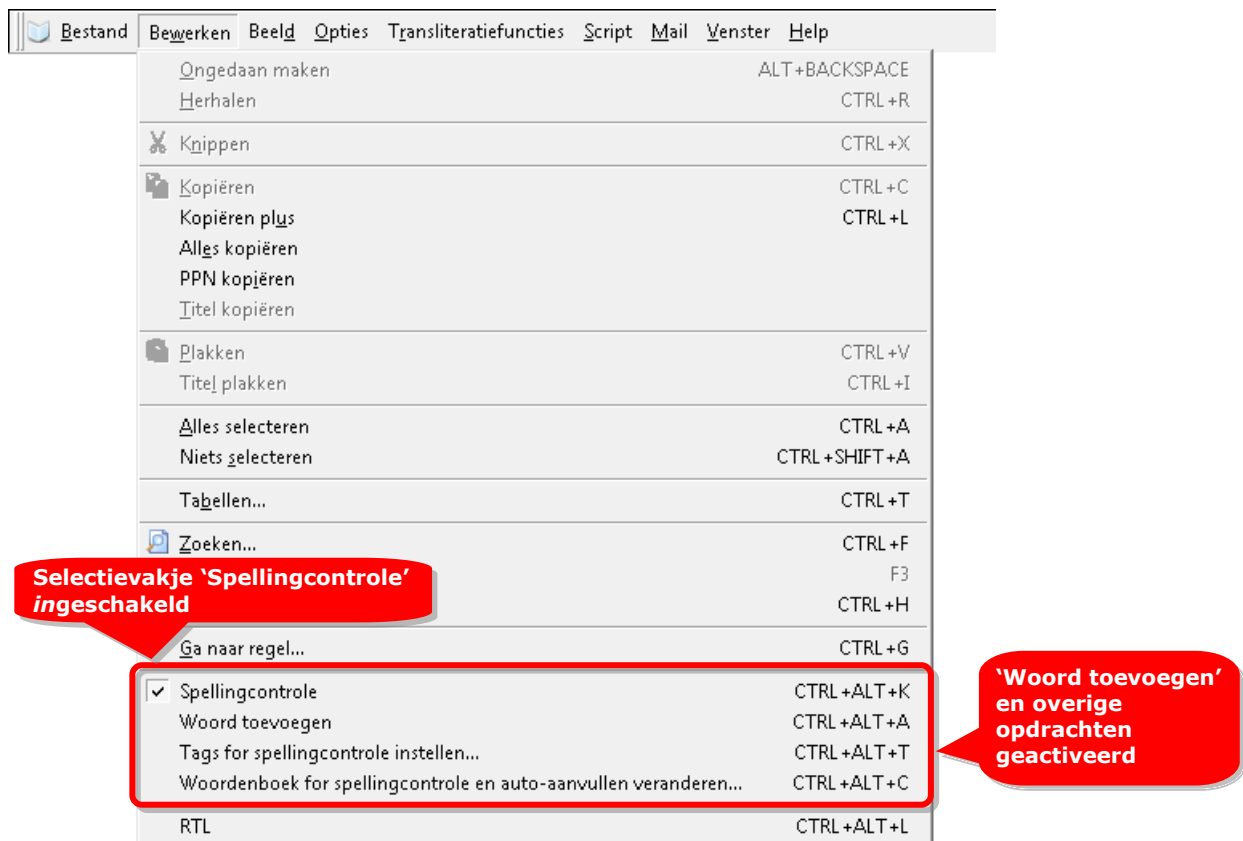 Bestand Bewerken Beeld Opties Transliteratiefuncties Script Mail Venster Help
Ongedaan maken ALT+BACKSPACE
Herhalen CTRL+R
Knippen CTRL+X
Kopiëren CTRL+C
Kopiëren plus CTRL+L
Alles kopiëren
PPN kopiëren
Titel kopiëren
Plakken CTRL+V
Titel plakken CTRL+I
Alles selecteren CTRL+A
Niets selecteren CTRL+SHIFT+A
Tabellen... CTRL+T
Zoeken... CTRL+F
F3
CTRL+H
Selectievakje ‘Spellingcontrole’
ingeschakeld
Ga naar regel... CTRL+G
Spellingcontrole CTRL+ALT+K
Woord toevoegen CTRL+ALT+A
Tags for spellingcontrole instellen... CTRL+ALT+T
Woordenboek for spellingcontrole en auto-aanvullen veranderen... CTRL+ALT+C
‘Woord toevoegen’
en overige
opdrachten
geactiveerd
RTL CTRL+ALT+L